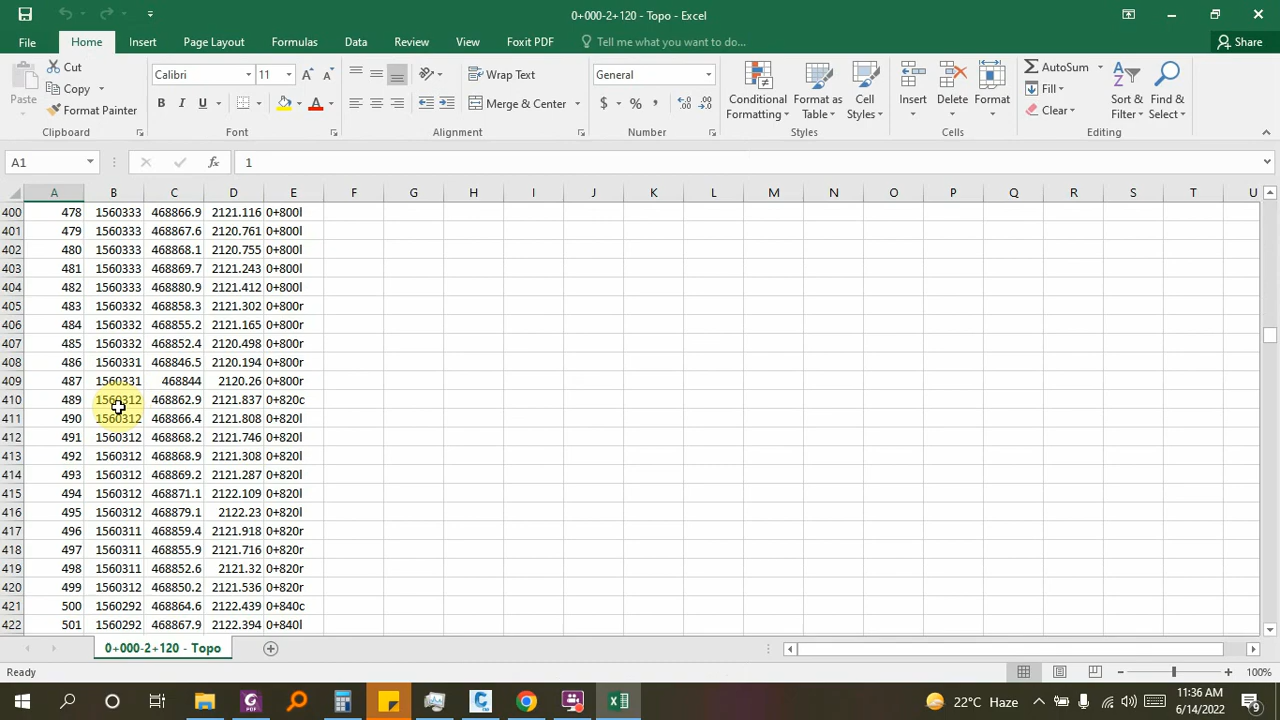 0+000-2+120 - Topo - Excel
File Home Insert Page Layout Formulas Data Review View Foxit PDF Tell me what you want to do... Share
Paste
Cut
Copy
Format Painter
Calibri 11
B I U
A A
Wrap Text
Merge & Center
General
$ % ,
Conditional Formatting
Format as Table
Cell Styles
Insert
Delete
Format
AutoSum
Fill
Clear
Sort & Filter
Find & Select
Clipboard Font Alignment Number Styles Cells Editing
A1 fx 1
A B C D E F G H I J K L M N O P Q R S T U
400 478 1560333 468866.9 2121.116 0+800l
401 479 1560333 468867.6 2120.761 0+800l
402 480 1560333 468868.1 2120.755 0+800l
403 481 1560333 468869.7 2121.243 0+800l
404 482 1560333 468880.9 2121.412 0+800l
405 483 1560332 468858.3 2121.302 0+800r
406 484 1560332 468855.2 2121.165 0+800r
407 485 1560332 468852.4 2120.498 0+800r
408 486 1560331 468846.5 2120.194 0+800r
409 487 1560331 468844 2120.26 0+800r
410 489 1560312 468862.9 2121.837 0+820c
411 490 1560312 468866.4 2121.808 0+820l
412 491 1560312 468868.2 2121.746 0+820l
413 492 1560312 468868.9 2121.308 0+820l
414 493 1560312 468869.2 2121.287 0+820l
415 494 1560312 468871.1 2122.109 0+820l
416 495 1560312 468879.1 2122.23 0+820l
417 496 1560311 468859.4 2121.918 0+820r
418 497 1560311 468855.9 2121.716 0+820r
419 498 1560311 468852.6 2121.32 0+820r
420 499 1560312 468850.2 2121.536 0+820r
421 500 1560292 468864.6 2122.439 0+840c
422 501 1560292 468867.9 2122.394 0+840l
0+000-2+120 - Topo
Ready 100%
22°C Haze 11:36 AM
6/14/2022 9